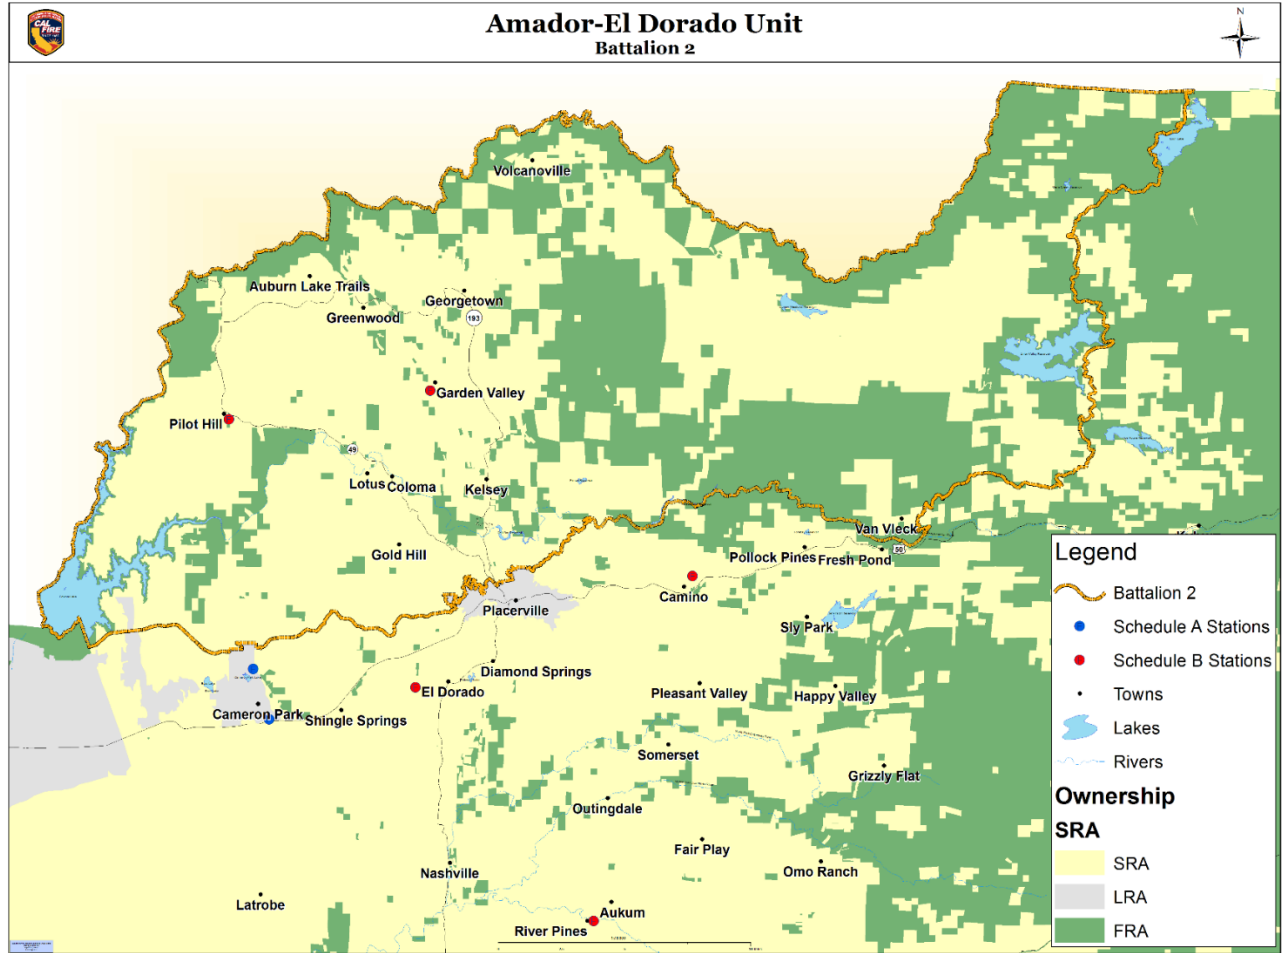 Amador-El Dorado Unit
Battalion 2
CAL
FIRE
N
Volcanoville
Auburn Lake Trails
Georgetown
Greenwood
193
Garden Valley
Pilot Hill
49
Lotus
Coloma
Kelsey
Van Vleck
Gold Hill
50
Pollock Pines
Fresh Pond
Camino
Placerville
Sly Park
Diamond Springs
El Dorado
Pleasant Valley
Happy Valley
Cameron Park
Shingle Springs
Somerset
Grizzly Flat
Outingdale
Fair Play
Nashville
Omo Ranch
Latrobe
Aukum
River Pines
Legend
Battalion 2
Schedule A Stations
Schedule B Stations
Towns
Lakes
Rivers
Ownership
SRA
SRA
LRA
FRA